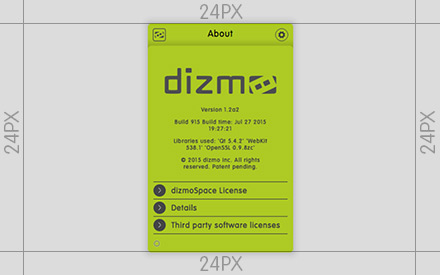 24PX
About
dizmo
Version 1.2a2
Build 915 Build time: Jul 27 2015
19:27:21
Libraries used: 'Qt 5.4.2' 'WebKit
538.1' 'OpenSSL 0.9.8zc'
© 2015 dizmo inc. All rights
reserved. Patent pending.
24PX
24PX
dizmoSpace License
Details
Third party software licenses
24PX